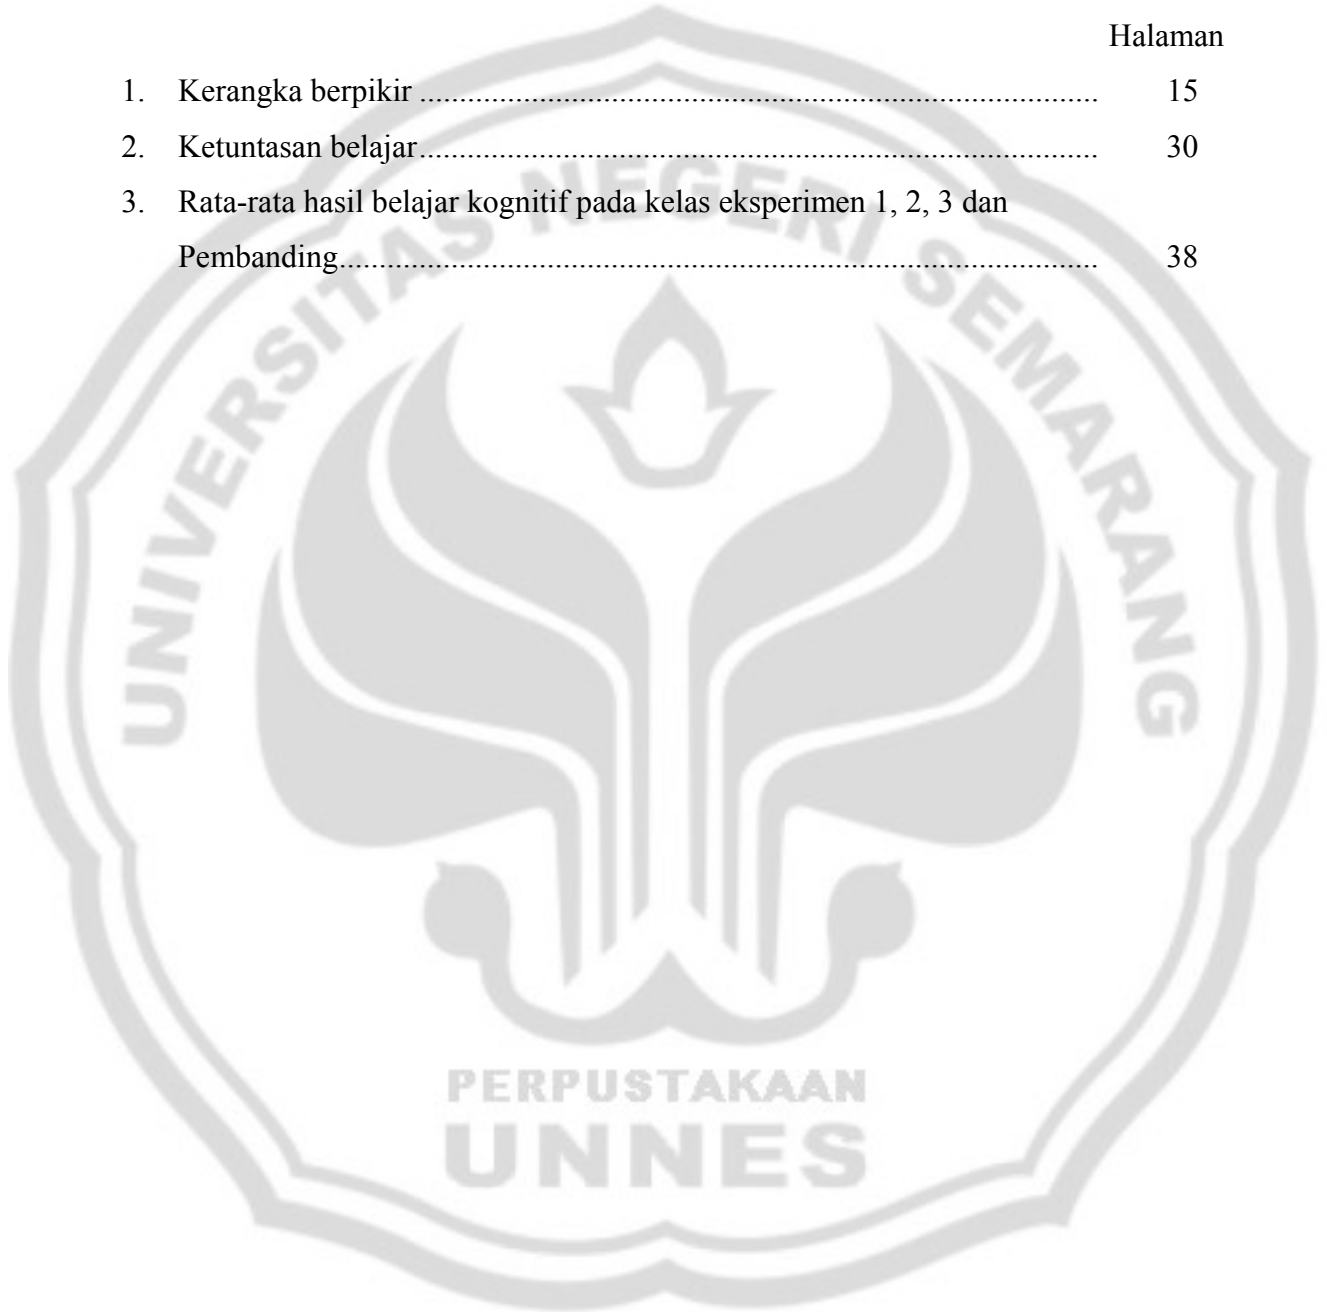 Halaman
1. Kerangka berpikir ................................................................................... 15
2. Ketuntasan belajar ................................................................................... 30
3. Rata-rata hasil belajar kognitif pada kelas eksperimen 1, 2, 3 dan
Pembanding............................................................................................. 38
UNIVERSITAS NEGERI SEMARANG
PERPUSTAKAAN
UNNES